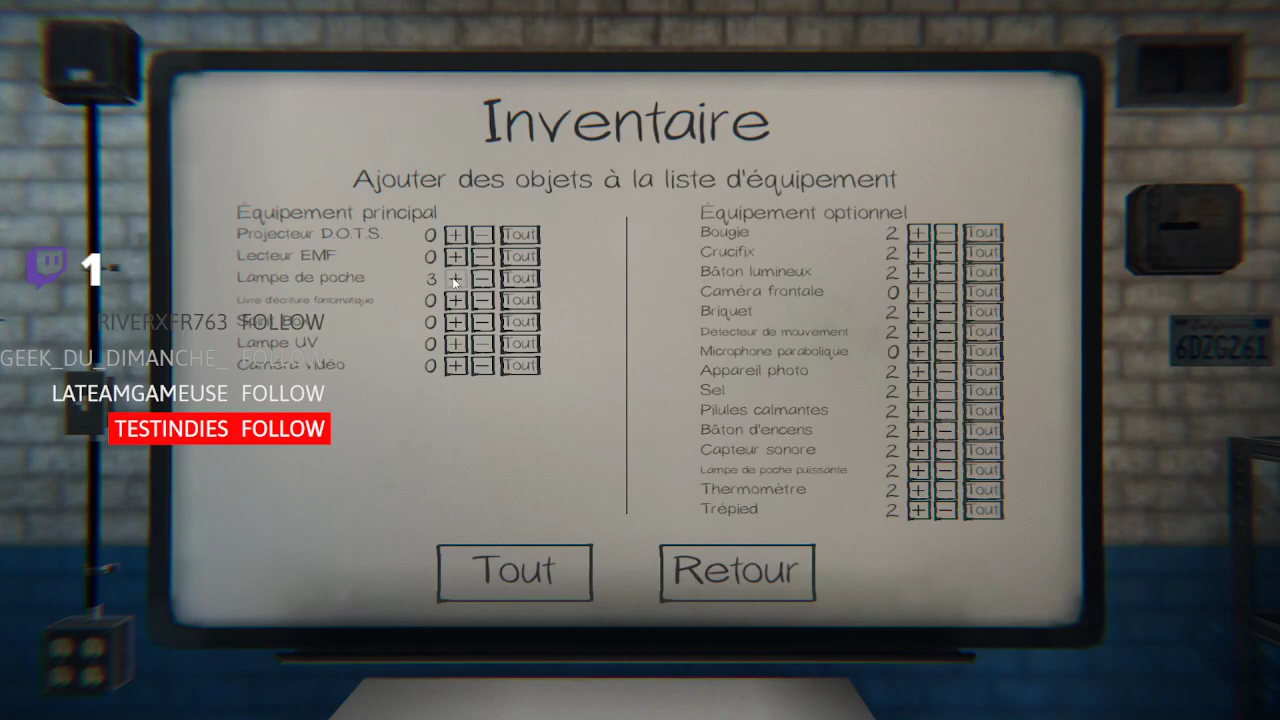 Inventaire
Ajouter des objets à la liste d'équipement
Équipement principal
Projecteur D.O.T.S. 0 + - Tout
Lecteur EMF 0 + - Tout
Lampe de poche 3 + - Tout
Livre d'écriture fantomatique 0 + - Tout
0 + - Tout
Lampe UV 0 + - Tout
Caméra vidéo 0 + - Tout
Équipement optionnel
Bougie 2 + - Tout
Crucifix 2 + - Tout
Bâton lumineux 2 + - Tout
Caméra frontale 0 + - Tout
Briquet 2 + - Tout
Détecteur de mouvement 2 + - Tout
Microphone parabolique 0 + - Tout
Appareil photo 2 + - Tout
Sel 2 + - Tout
Pilules calmantes 2 + - Tout
Bâton d'encens 2 + - Tout
Capteur sonore 2 + - Tout
Lampe de poche puissante 2 + - Tout
Thermomètre 2 + - Tout
Trépied 2 + - Tout
Tout
Retour
1
RIVERXFR763 FOLLOW
GEEK_DU_DIMANCHE_ FOLLOW
LATEAMGAMEUSE FOLLOW
TESTINDIES FOLLOW
6DZG261